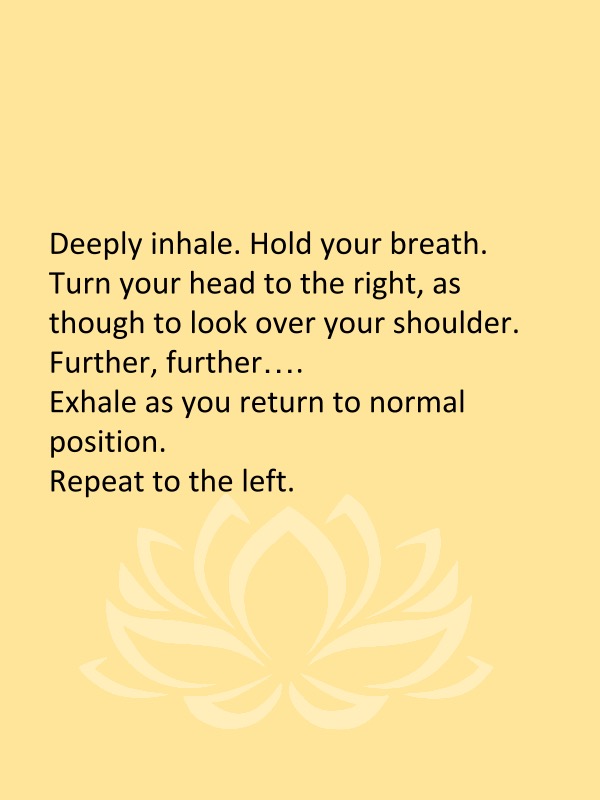 Deeply inhale. Hold your breath.
Turn your head to the right, as
though to look over your shoulder.
Further, further….
Exhale as you return to normal
position.
Repeat to the left.